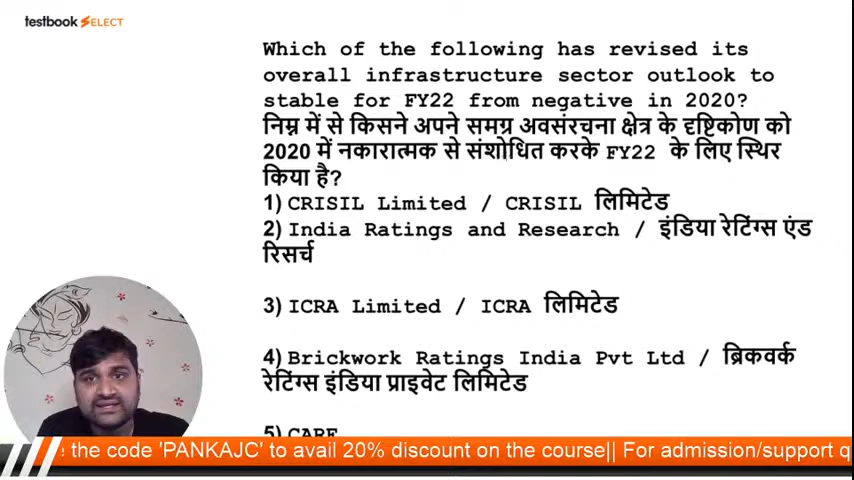 testbook SELECT
Which of the following has revised its
overall infrastructure sector outlook to
stable for FY22 from negative in 2020?
निम्न में से किसने अपने समग्र अवसंरचना क्षेत्र के दृष्टिकोण को
2020 में नकारात्मक से संशोधित करके FY22 के लिए स्थिर
किया है?
1) CRISIL Limited / CRISIL लिमिटेड
2) India Ratings and Research / इंडिया रेटिंग्स एंड
रिसर्च
3) ICRA Limited / ICRA लिमिटेड
4) Brickwork Ratings India Pvt Ltd / ब्रिकवर्क
रेटिंग्स इंडिया प्राइवेट लिमिटेड
5) CARE
the code 'PANKAJC' to avail 20% discount on the course|| For admission/support